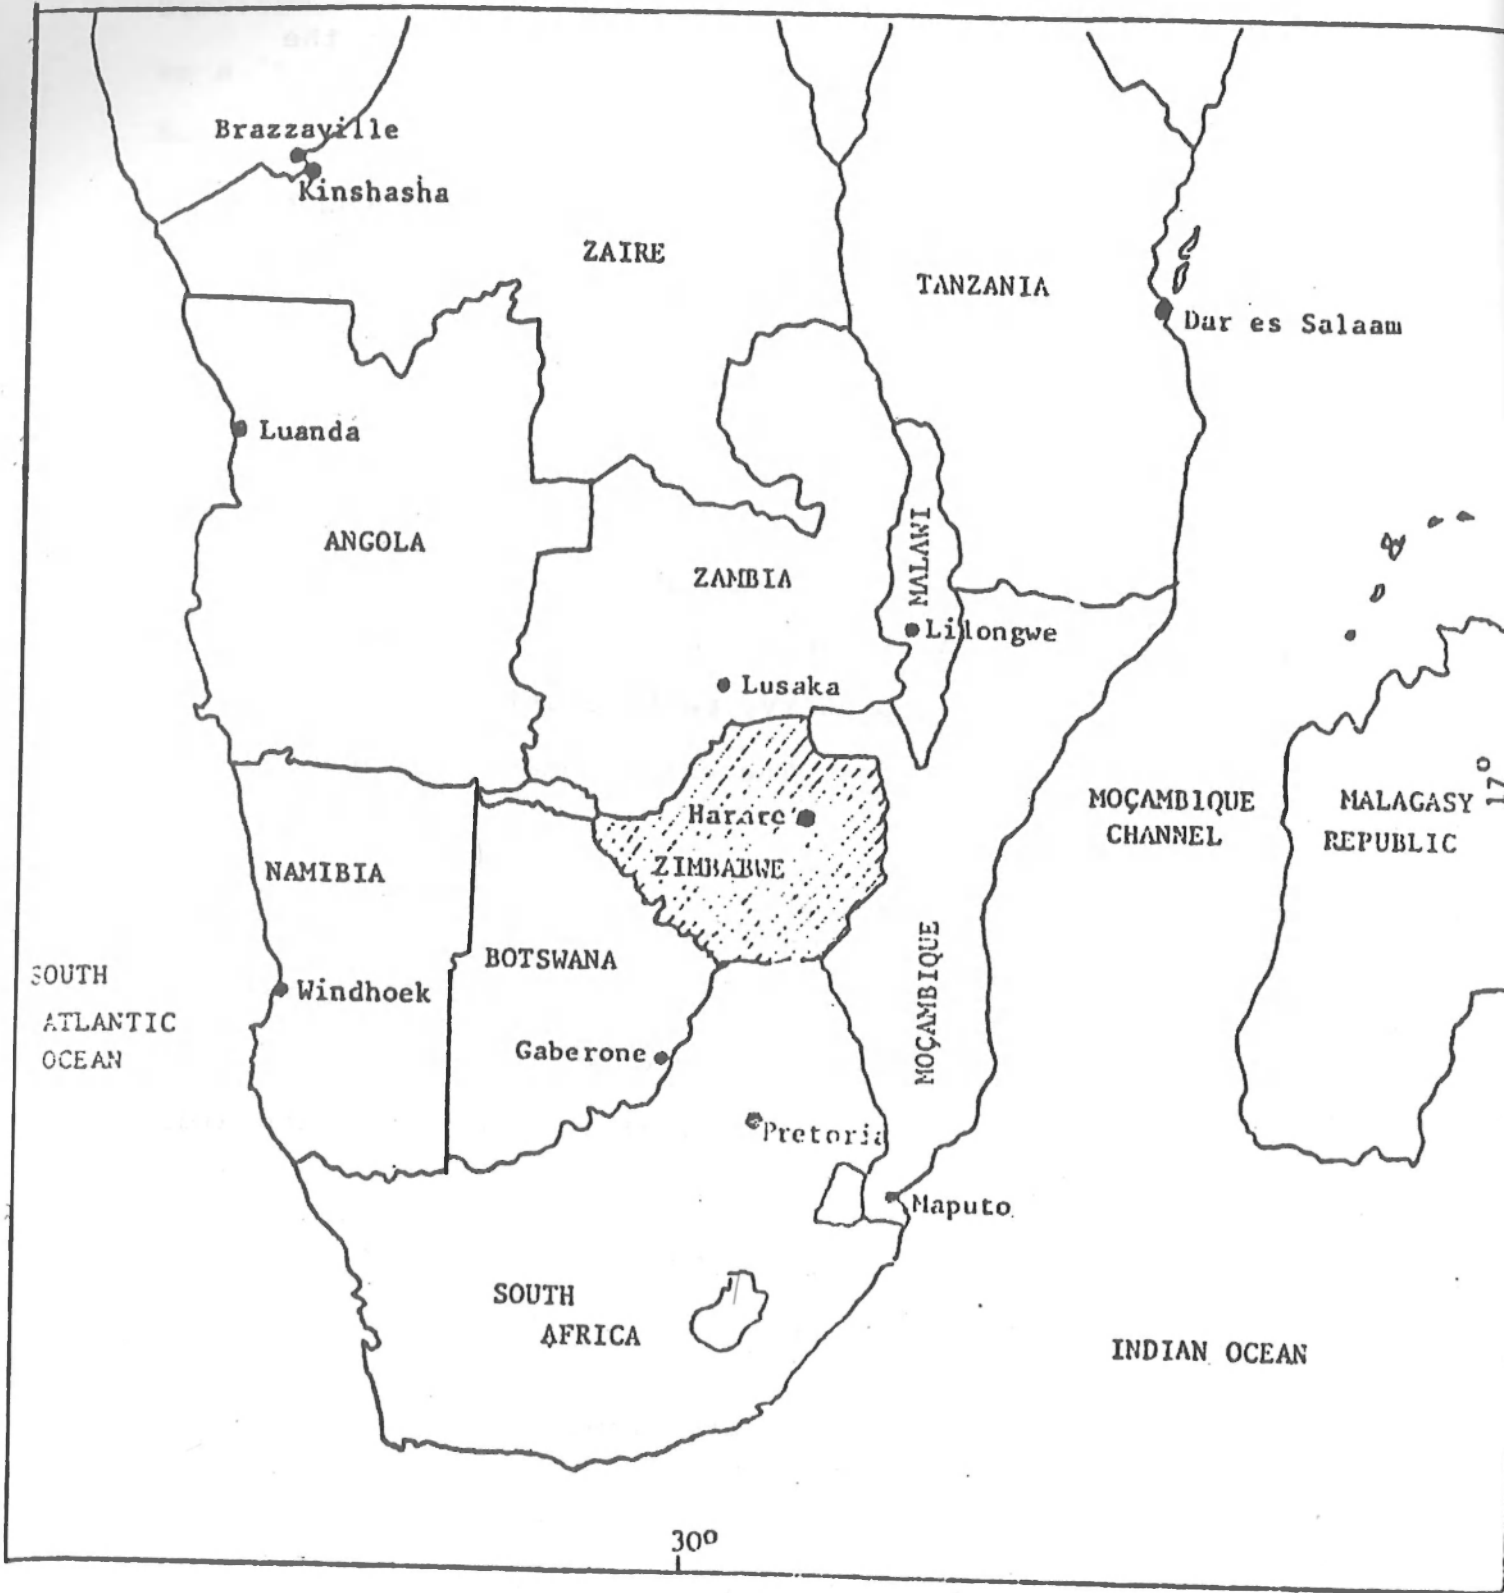 the
Brazzaville
Kinshasha
ZAIRE
TANZANIA
Dar es Salaam
Luanda
ANGOLA
ZAMBIA
MALAWI
Lilongwe
Lusaka
MOÇAMBIQUE
CHANNEL
MALAGASY
REPUBLIC
17°
Harare
ZIMBABWE
NAMIBIA
BOTSWANA
MOÇAMBIQUE
SOUTH
ATLANTIC
OCEAN
Windhoek
Gaberone
Pretoria
Maputo
SOUTH
AFRICA
INDIAN OCEAN
30°